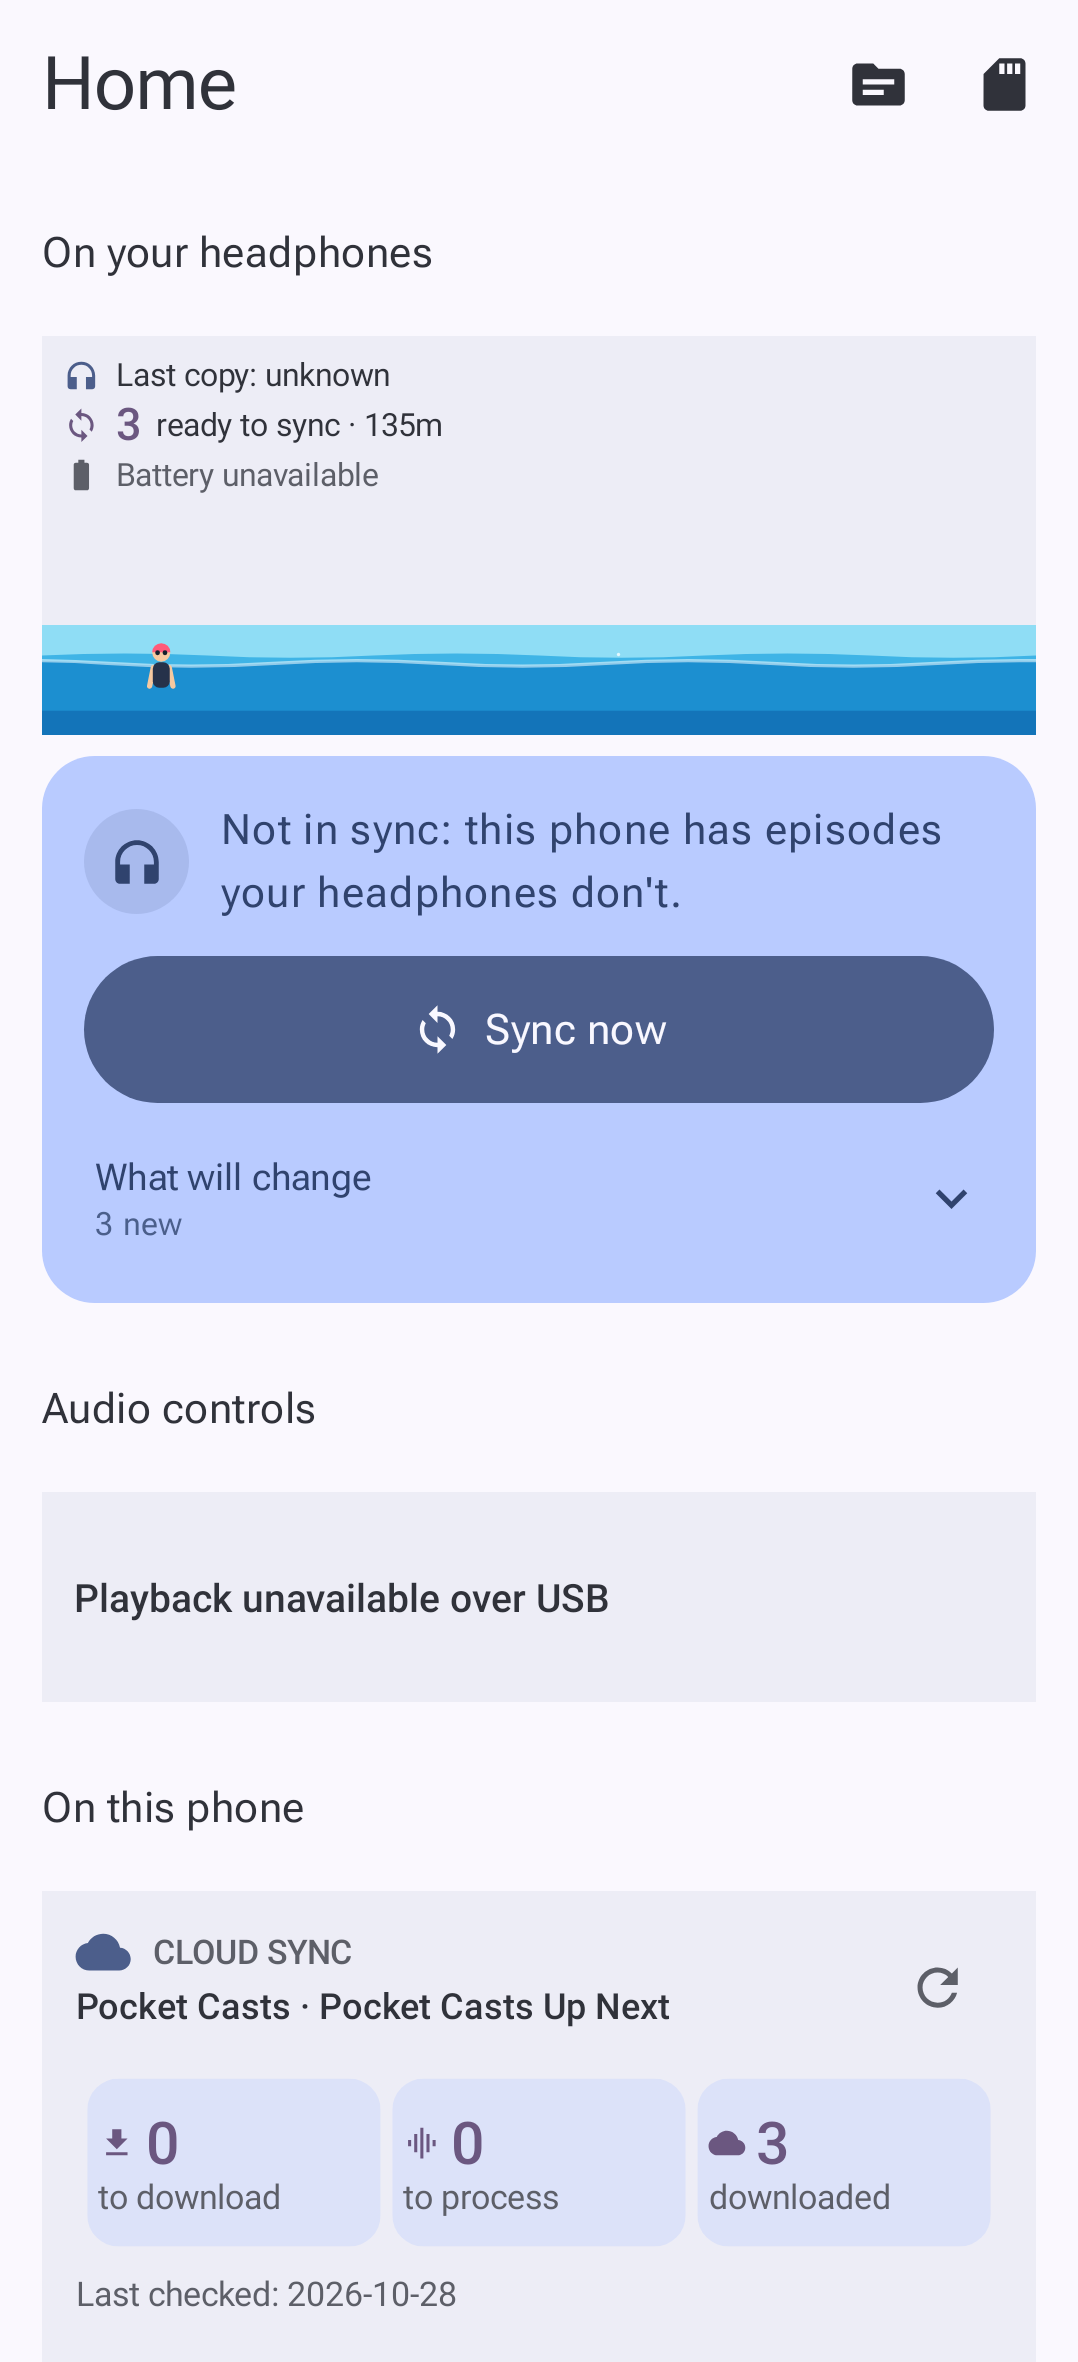 Home
On your headphones
Last copy: unknown
3 ready to sync · 135m
Battery unavailable
Not in sync: this phone has episodes
your headphones don't.
Sync now
What will change
3 new
Audio controls
Playback unavailable over USB
On this phone
CLOUD SYNC
Pocket Casts · Pocket Casts Up Next
0
to download
0
to process
3
downloaded
Last checked: 2026-10-28